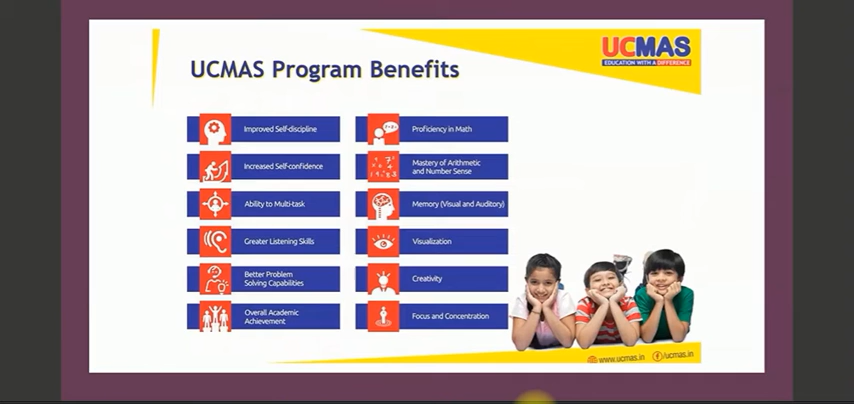 UCMAS
EDUCATION WITH A DIFFERENCE
UCMAS Program Benefits
Improved Self-discipline
Increased Self-confidence
Ability to Multi-task
Greater Listening Skills
Better Problem
Solving Capabilities
Overall Academic
Achievement
Proficiency in Math
Mastery of Arithmetic
and Number Sense
Memory (Visual and Auditory)
Visualization
Creativity
Focus and Concentration
www.ucmas.in
/ucmas.in